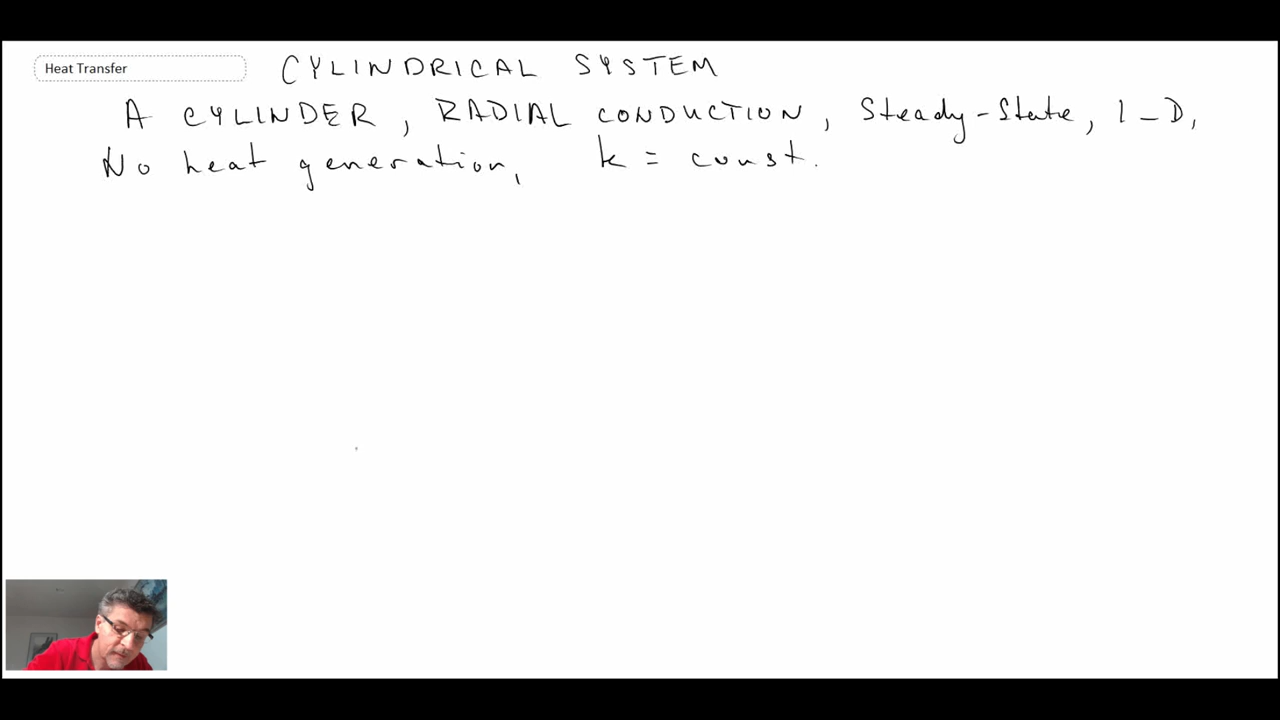 Heat Transfer
CYLINDRICAL SYSTEM
A CYLINDER, RADIAL CONDUCTION, Steady-State, 1-D,
No heat generation, k = const.